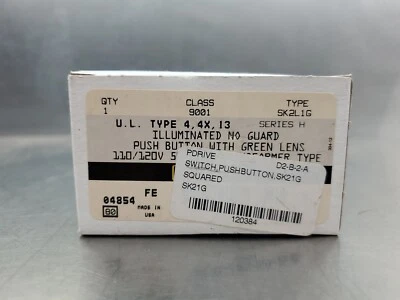 QTY CLASS TYPE
1 9001 SK2L1G
U.L. TYPE 4,4X,13 SERIES H
ILLUMINATED NO GUARD
PUSH BUTTON WITH GREEN LENS
110/120V TYPE
PDRIVE D2-B-2-A
SWITCH,PUSHBUTTON,SK21G
SQUARED
SK21G
120384
FE
04854 MADE IN
USA